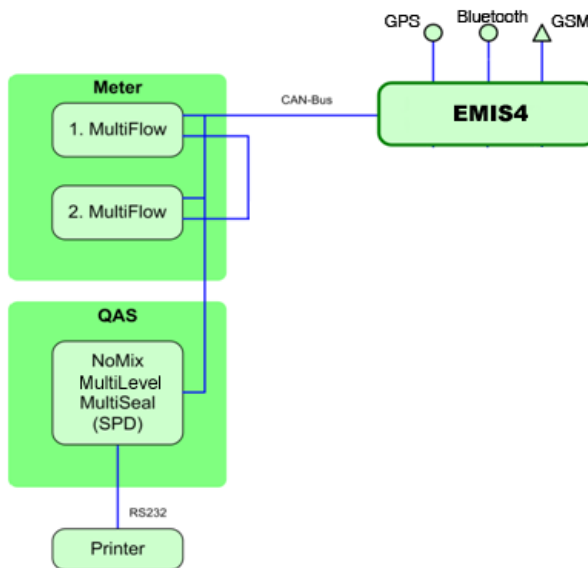 GPS
Bluetooth
GSM
Meter
CAN-Bus
EMIS4
1. MultiFlow
2. MultiFlow
QAS
NoMix
MultiLevel
MultiSeal
(SPD)
RS232
Printer